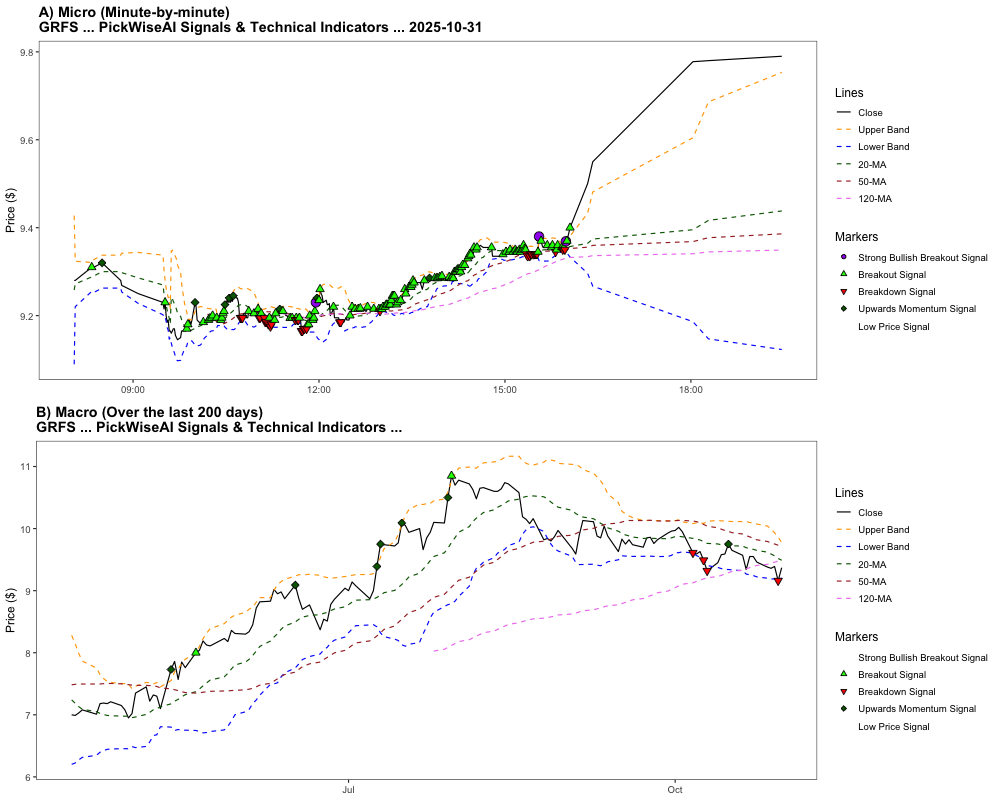 A) Micro (Minute-by-minute)
GRFS ... PickWiseAI Signals & Technical Indicators ... 2025-10-31
9.8
9.6
9.4
9.2
Price ($)
09:00
12:00
15:00
18:00
Lines
Close
Upper Band
Lower Band
20-MA
50-MA
120-MA
Markers
Strong Bullish Breakout Signal
Breakout Signal
Breakdown Signal
Upwards Momentum Signal
Low Price Signal
B) Macro (Over the last 200 days)
GRFS ... PickWiseAI Signals & Technical Indicators ...
11
10
9
8
7
6
Price ($)
Jul
Oct
Lines
Close
Upper Band
Lower Band
20-MA
50-MA
120-MA
Markers
Strong Bullish Breakout Signal
Breakout Signal
Breakdown Signal
Upwards Momentum Signal
Low Price Signal